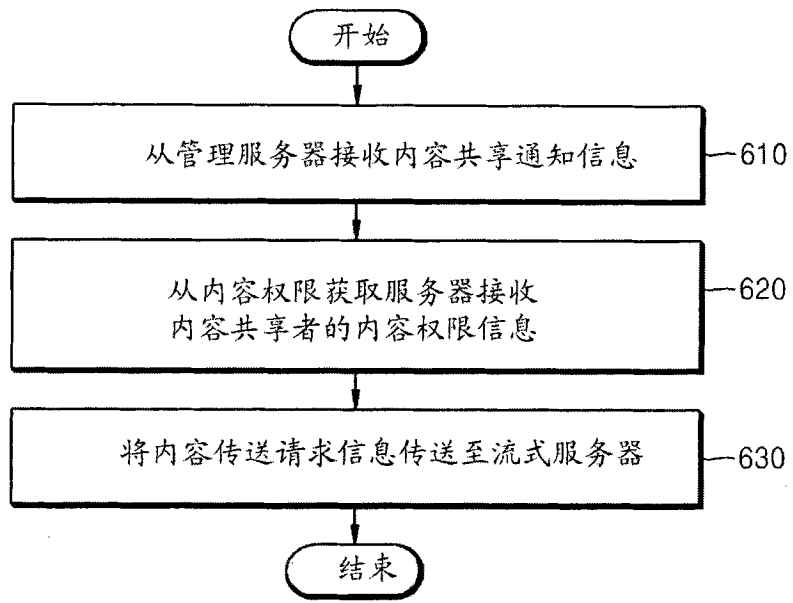 开始
从管理服务器接收内容共享通知信息
610
从内容权限获取服务器接收
内容共享者的内容权限信息
620
将内容传送请求信息传送至流式服务器
630
结束